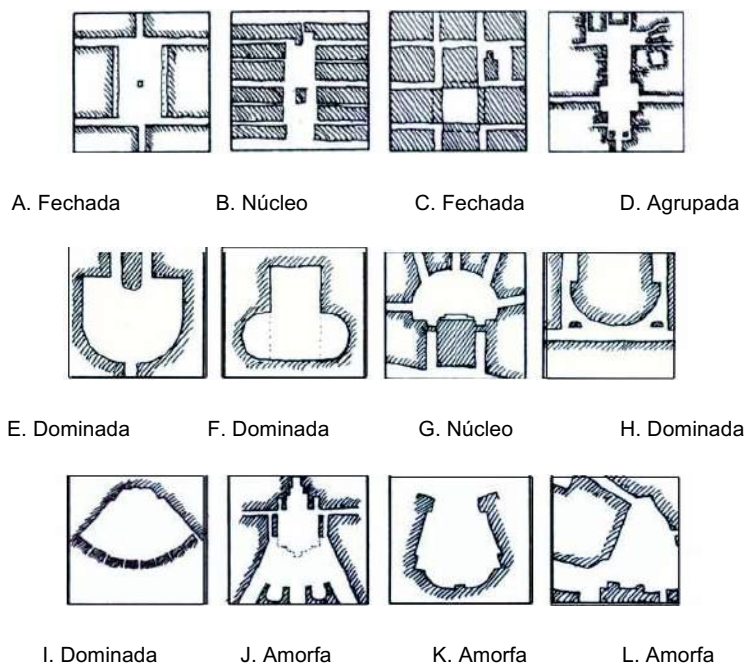 A. Fechada B. Núcleo C. Fechada D. Agrupada
E. Dominada F. Dominada G. Núcleo H. Dominada
I. Dominada J. Amorfa K. Amorfa L. Amorfa